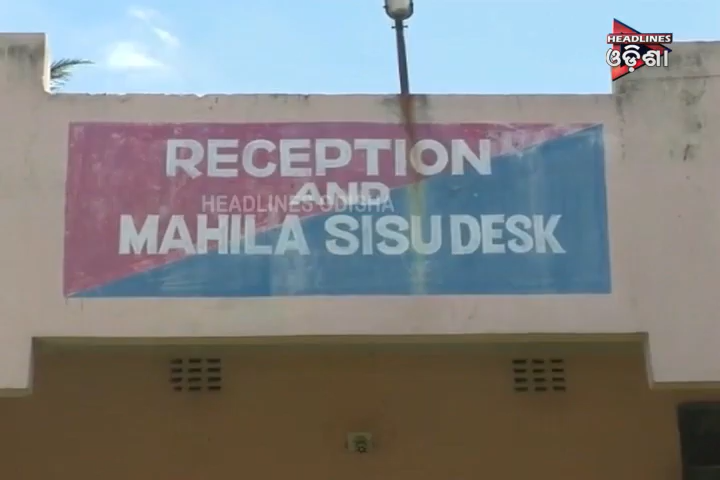 HEADLINES
ଓଡ଼ିଶା
RECEPTION
AND
HEADLINES ODISHA
MAHILA SISU DESK